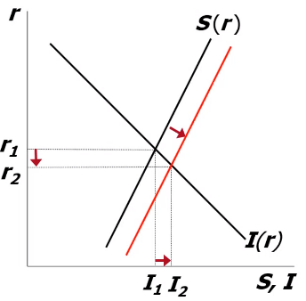 r
S(r)
r1
r2
I(r)
I1 I2
S, I